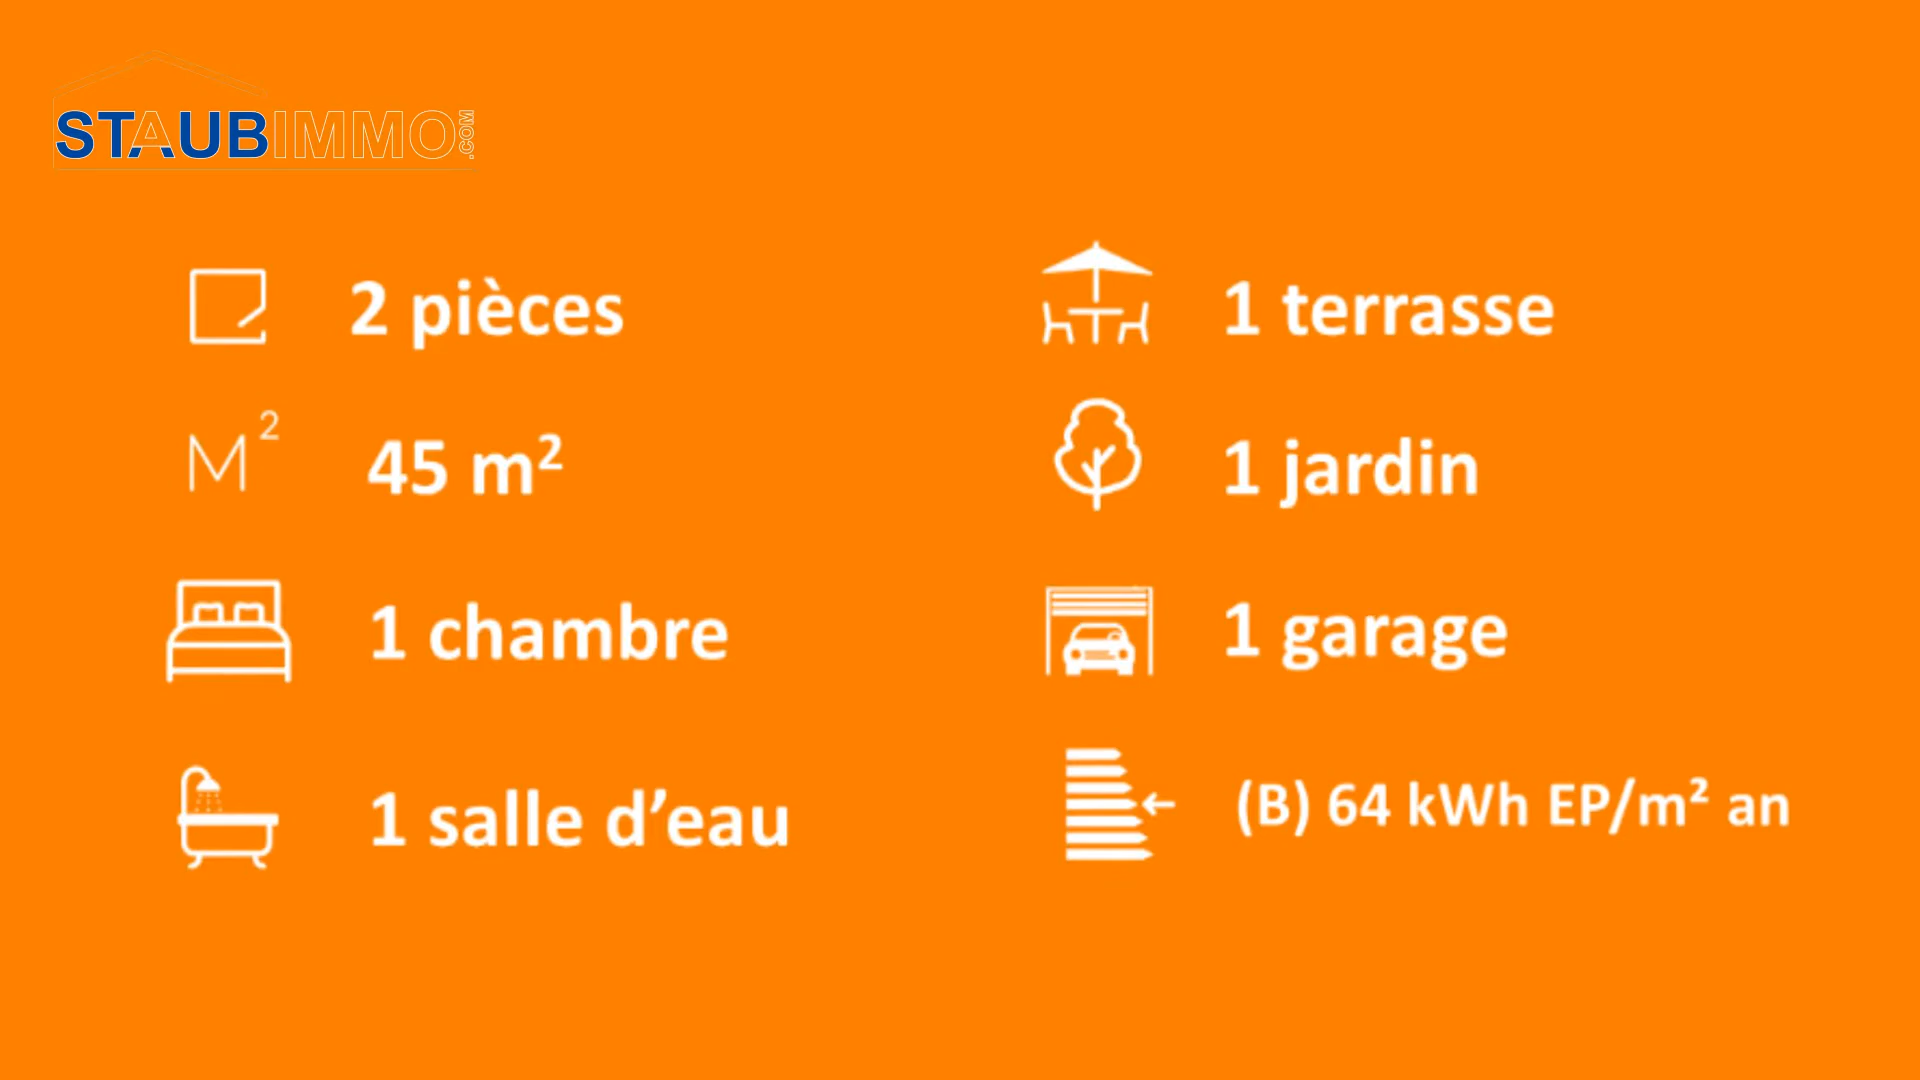 STAUBIMMO.COM
2 pièces
M² 45 m²
1 chambre
1 salle d’eau
1 terrasse
1 jardin
1 garage
(B) 64 kWh EP/m² an